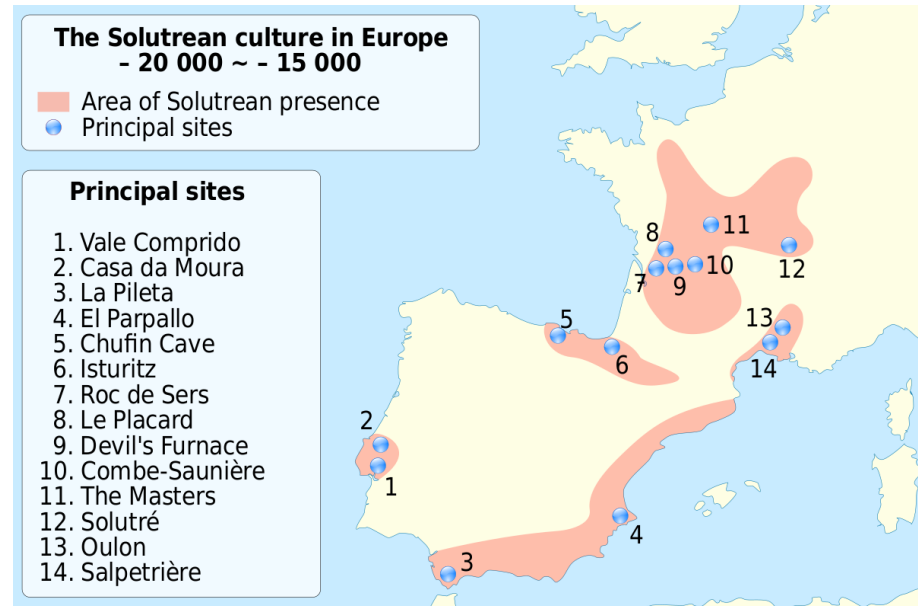 The Solutrean culture in Europe
– 20 000 ~ – 15 000
Area of Solutrean presence
Principal sites
Principal sites
1. Vale Comprido
2. Casa da Moura
3. La Pileta
4. El Parpallo
5. Chufin Cave
6. Isturitz
7. Roc de Sers
8. Le Placard
9. Devil's Furnace
10. Combe-Saunière
11. The Masters
12. Solutré
13. Oulon
14. Salpetrière
11
8
12
10
7
9
13
5
14
6
2
1
4
3